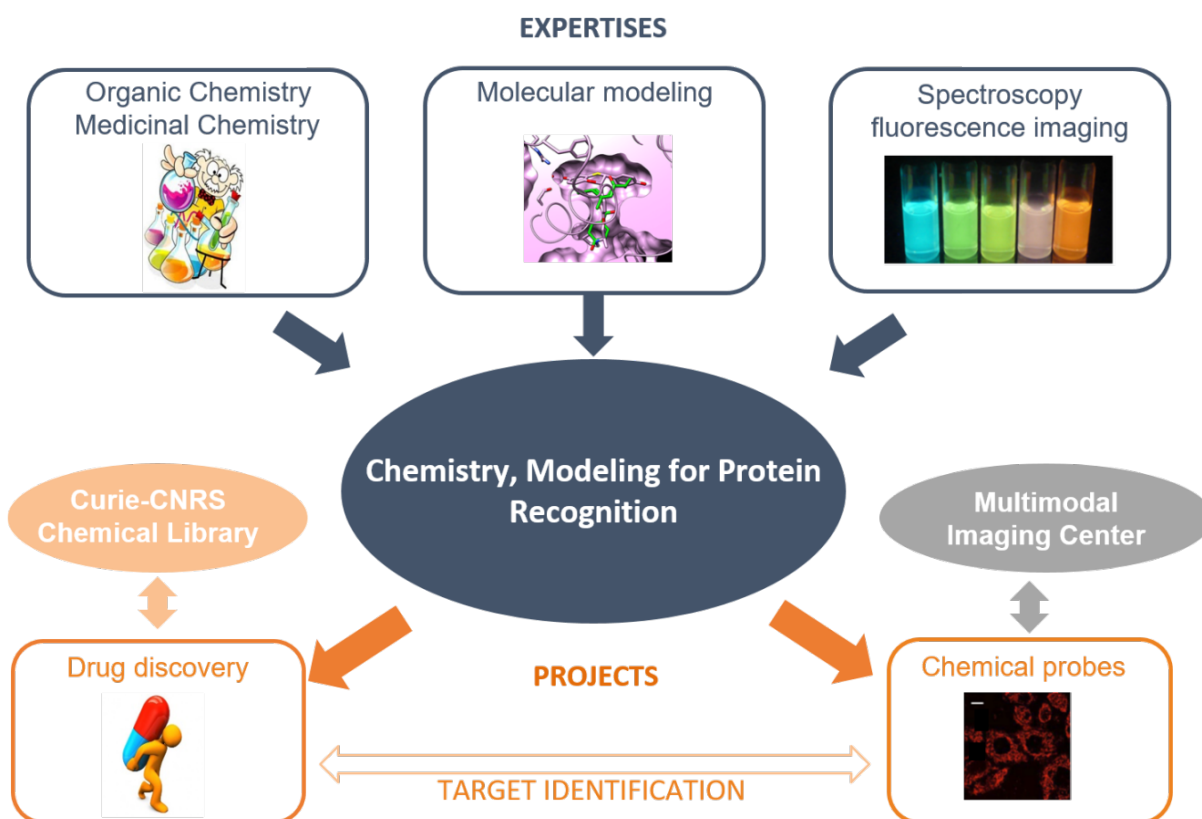 EXPERTISES
Organic Chemistry
Medicinal Chemistry
Molecular modeling
Spectroscopy
fluorescence imaging
Chemistry, Modeling for Protein
Recognition
Curie-CNRS
Chemical Library
Multimodal
Imaging Center
Drug discovery
PROJECTS
Chemical probes
TARGET IDENTIFICATION